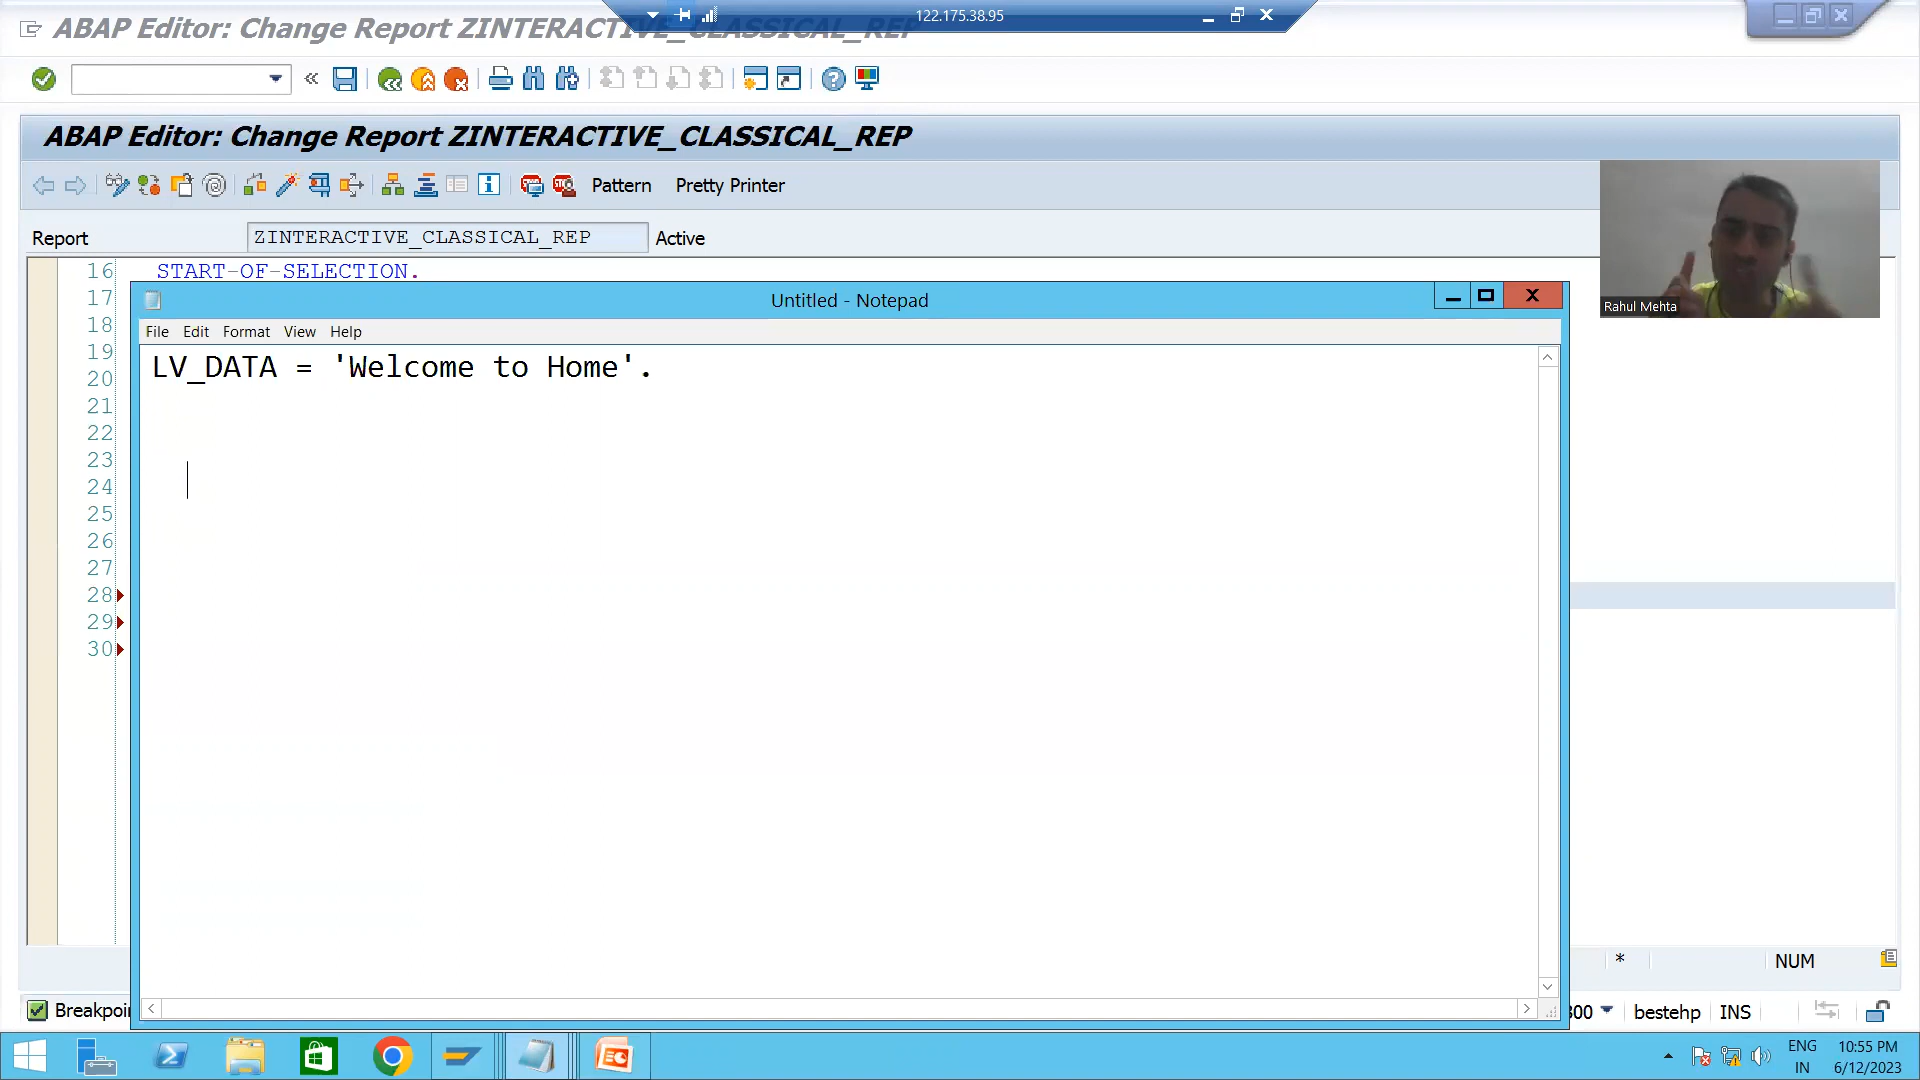 ABAP Editor: Change Report ZINTERACTIVE_CLASSICAL_REP
122.175.38.95
ABAP Editor: Change Report ZINTERACTIVE_CLASSICAL_REP
Pattern Pretty Printer
Report ZINTERACTIVE_CLASSICAL_REP Active
Rahul Mehta
16 START-OF-SELECTION.
17
18
19
20
21
22
23
24
25
26
27
28
29
30
Untitled - Notepad
File Edit Format View Help
LV_DATA = 'Welcome to Home'.
* NUM
Breakpoi
300 bestehp INS
ENG
IN
10:55 PM
6/12/2023